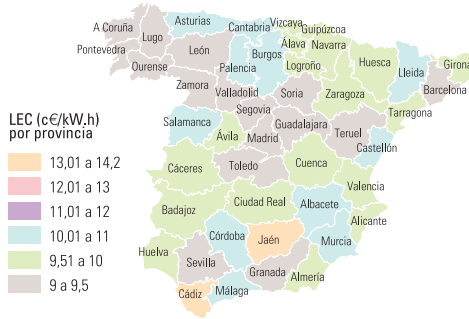 A Coruña
Lugo
Pontevedra
Ourense
Asturias
León
Zamora
Cantabria
Palencia
Burgos
Valladolid
Vizcaya
Guipúzcoa
Álava
Navarra
Logroño
Soria
Huesca
Zaragoza
Lleida
Girona
Barcelona
Tarragona
Teruel
Castellón
Segovia
Guadalajara
Madrid
Salamanca
Ávila
Toledo
Cuenca
Valencia
Cáceres
Badajoz
Ciudad Real
Albacete
Alicante
Murcia
Huelva
Sevilla
Córdoba
Jaén
Granada
Almería
Cádiz
Málaga
LEC (c€/kW.h)
por provincia
13,01 a 14,2
12,01 a 13
11,01 a 12
10,01 a 11
9,51 a 10
9 a 9,5